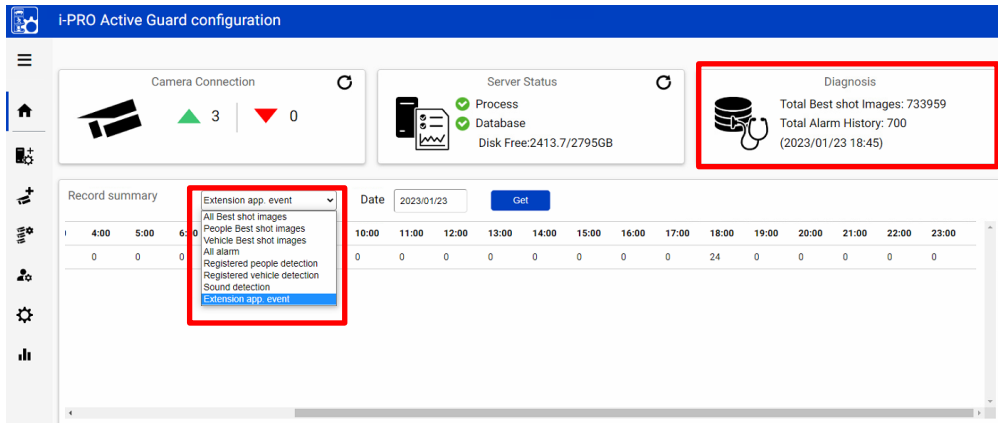 i-PRO Active Guard configuration
Camera Connection
3
0
Server Status
Process
Database
Disk Free:2413.7/2795GB
Diagnosis
Total Best shot Images: 733959
Total Alarm History: 700
(2023/01/23 18:45)
Record summary
Extension app. event
Date
2023/01/23
Get
All Best shot images
People Best shot images
Vehicle Best shot images
All alarm
Registered people detection
Registered vehicle detection
Sound detection
Extension app. event
4:00 5:00 10:00 11:00 12:00 13:00 14:00 15:00 16:00 17:00 18:00 19:00 20:00 21:00 22:00 23:00
0 0 0 0 0 0 0 0 0 0 0 24 0 0 0 0 0